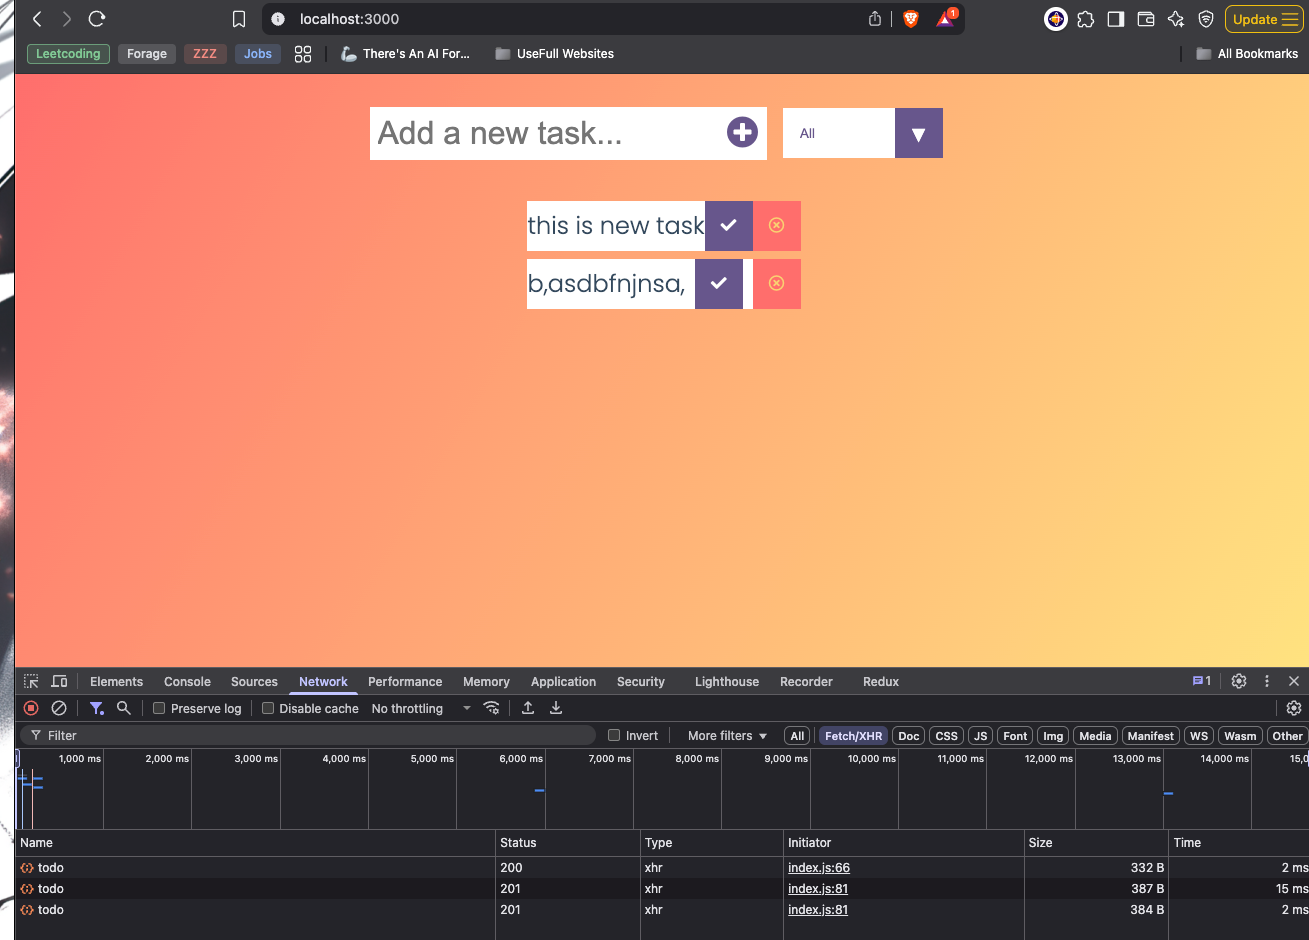 localhost:3000
1
Update
Leetcoding Forage ZZZ Jobs There's An AI For... UseFull Websites All Bookmarks
Add a new task... All
this is new task
b,asdbfnjnsa,
Elements Console Sources Network Performance Memory Application Security Lighthouse Recorder Redux 1
Preserve log Disable cache No throttling
Filter Invert More filters All Fetch/XHR Doc CSS JS Font Img Media Manifest WS Wasm Other
1,000 ms 2,000 ms 3,000 ms 4,000 ms 5,000 ms 6,000 ms 7,000 ms 8,000 ms 9,000 ms 10,000 ms 11,000 ms 12,000 ms 13,000 ms 14,000 ms 15,0
Name Status Type Initiator Size Time
todo 200 xhr index.js:66 332 B 2 ms
todo 201 xhr index.js:81 387 B 15 ms
todo 201 xhr index.js:81 384 B 2 ms